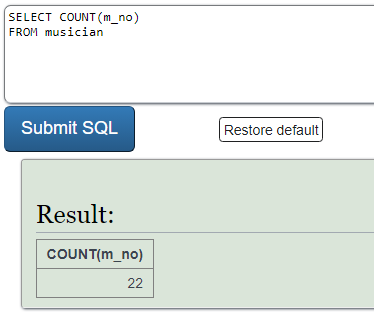 SELECT COUNT(m_no)
FROM musician
Submit SQL
Restore default
Result:
COUNT(m_no)
22